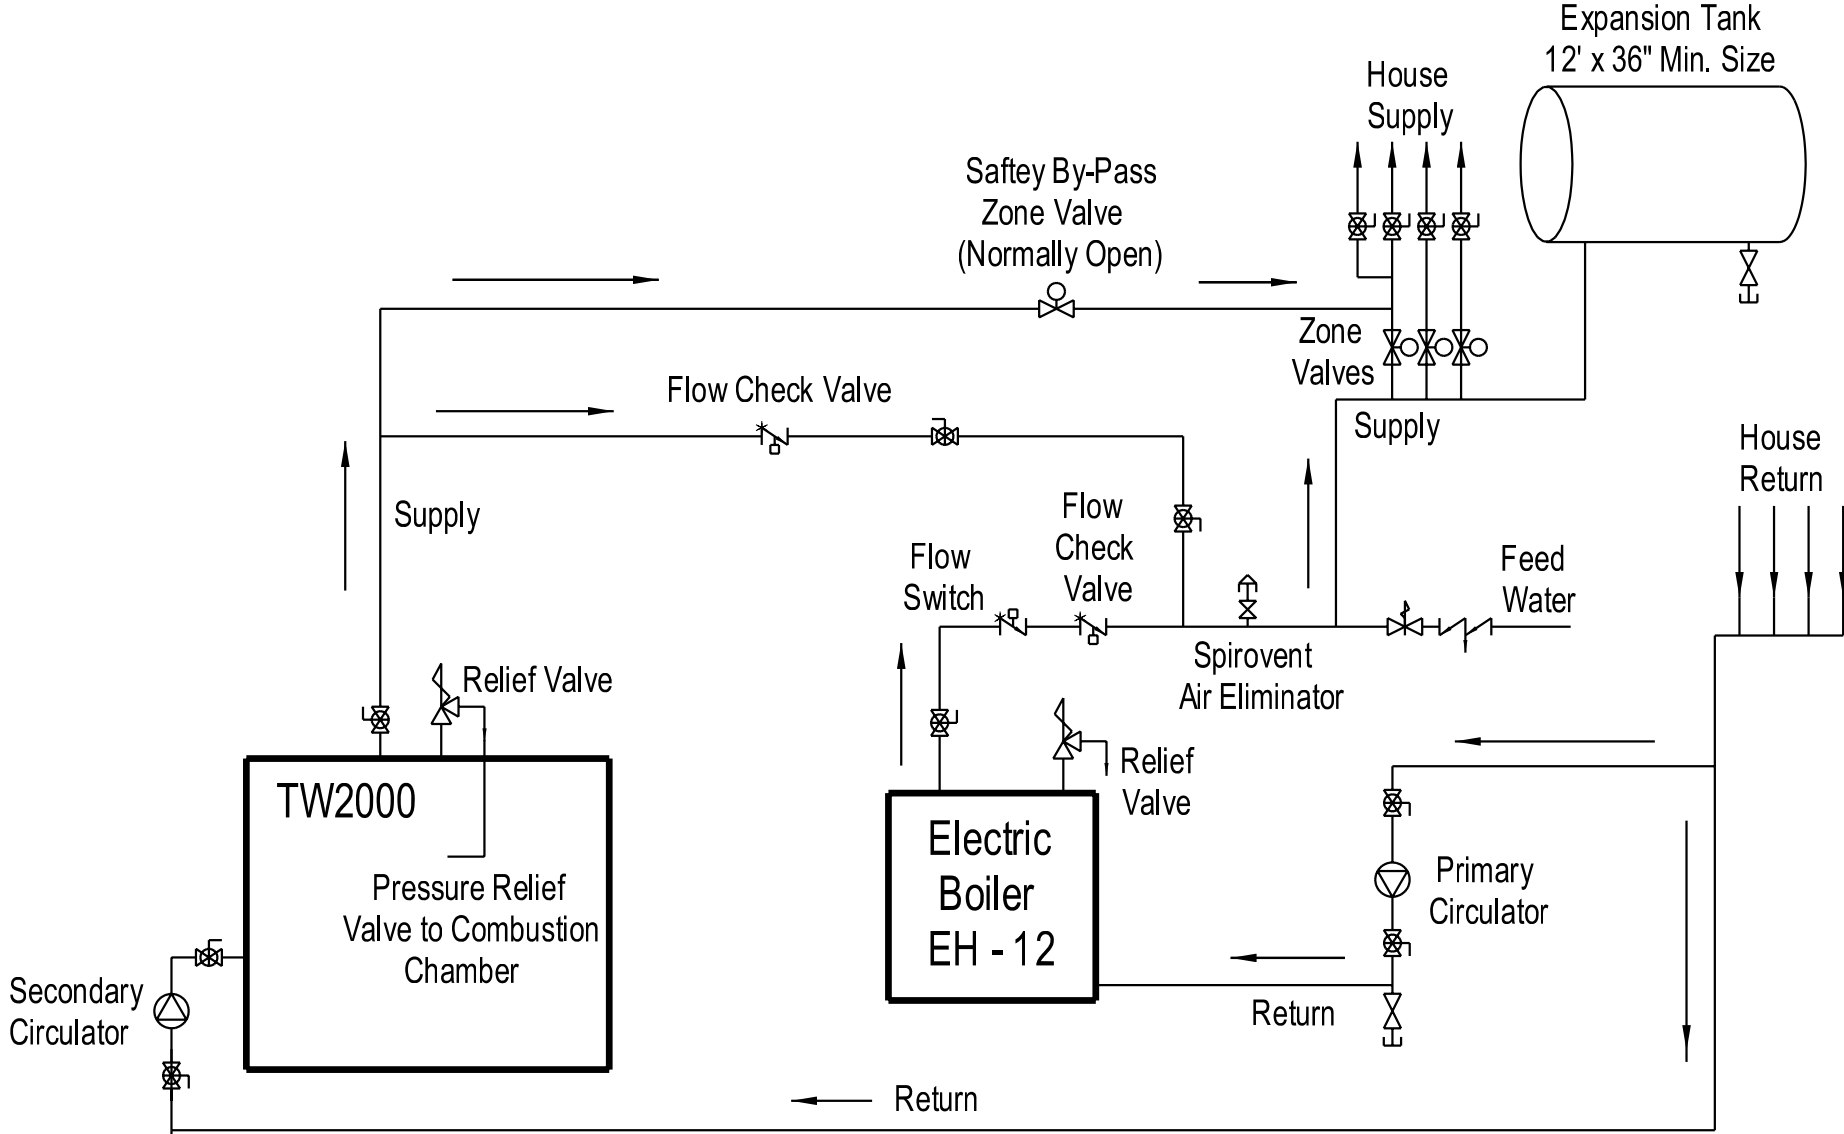 Expansion Tank
12' x 36" Min. Size
House
Supply
Saftey By-Pass
Zone Valve
(Normally Open)
Zone
Valves
Flow Check Valve
Supply
House
Return
Supply
Flow
Check
Valve
Flow
Switch
Feed
Water
Spirovent
Air Eliminator
Relief Valve
Relief
Valve
TW2000
Pressure Relief
Valve to Combustion
Chamber
Electric
Boiler
EH - 12
Primary
Circulator
Secondary
Circulator
Return
Return